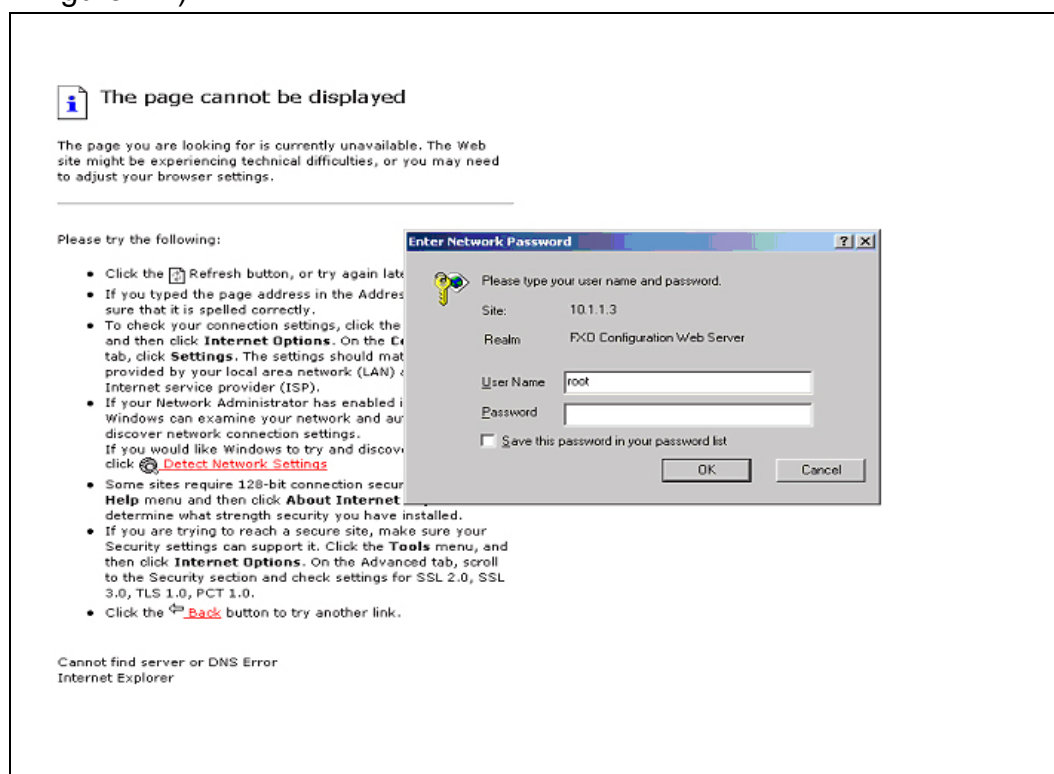 The page cannot be displayed
The page you are looking for is currently unavailable. The Web
site might be experiencing technical difficulties, or you may need
to adjust your browser settings.
Please try the following:
Click the Refresh button, or try again
If you typed the page address in the
sure that it is spelled correctly.
To check your connection settings, click the
and then click Internet Options. On the
tab, click Settings. The settings should
provided by your local area network (LAN)
Internet service provider (ISP).
If your Network Administrator has enabled
Windows can examine your network and
discover network connection settings.
If you would like Windows to try and
click Detect Network Settings
Some sites require 128-bit connection
Help menu and then click About Internet
determine what strength security you have installed.
If you are trying to reach a secure site, make sure your
Security settings can support it. Click the Tools menu, and
then click Internet Options. On the Advanced tab, scroll
to the Security section and check settings for SSL 2.0, SSL
3.0, TLS 1.0, PCT 1.0.
Click the Back button to try another link.
Cannot find server or DNS Error
Internet Explorer
Enter Network Password
Please type your user name and password.
Site: 10.1.1.3
Realm FXO Configuration Web Server
User Name root
Password
Save this password in your password list
OK Cancel